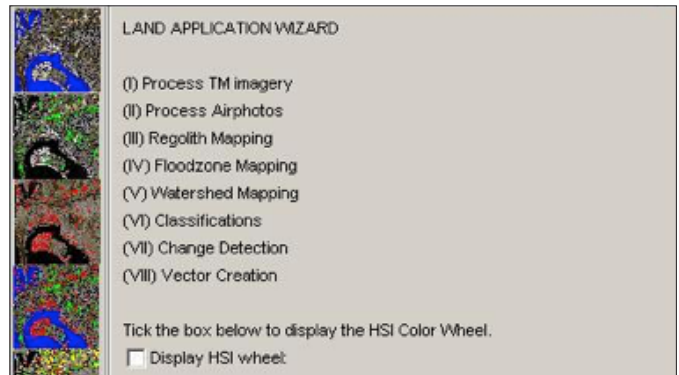 LAND APPLICATION WIZARD
(I) Process TM imagery
(II) Process Airphotos
(III) Regolith Mapping
(IV) Floodzone Mapping
(V) Watershed Mapping
(VI) Classifications
(VII) Change Detection
(VIII) Vector Creation
Tick the box below to display the HSI Color Wheel.
Display HSI wheel: